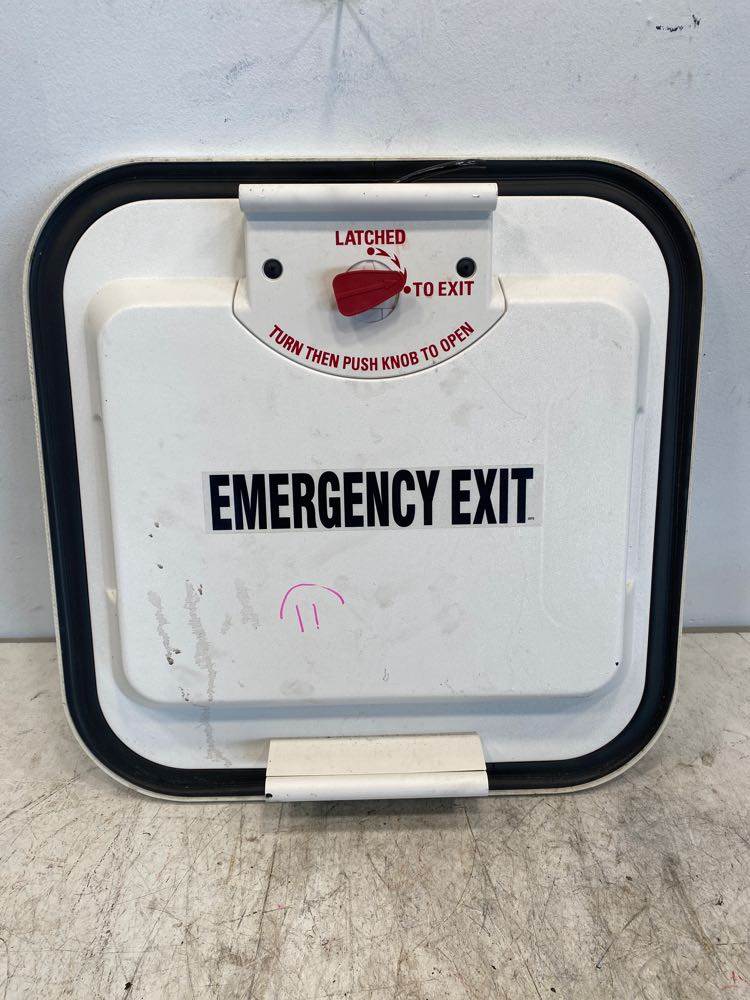 LATCHED
TO EXIT
TURN THEN PUSH KNOB TO OPEN
EMERGENCY EXIT